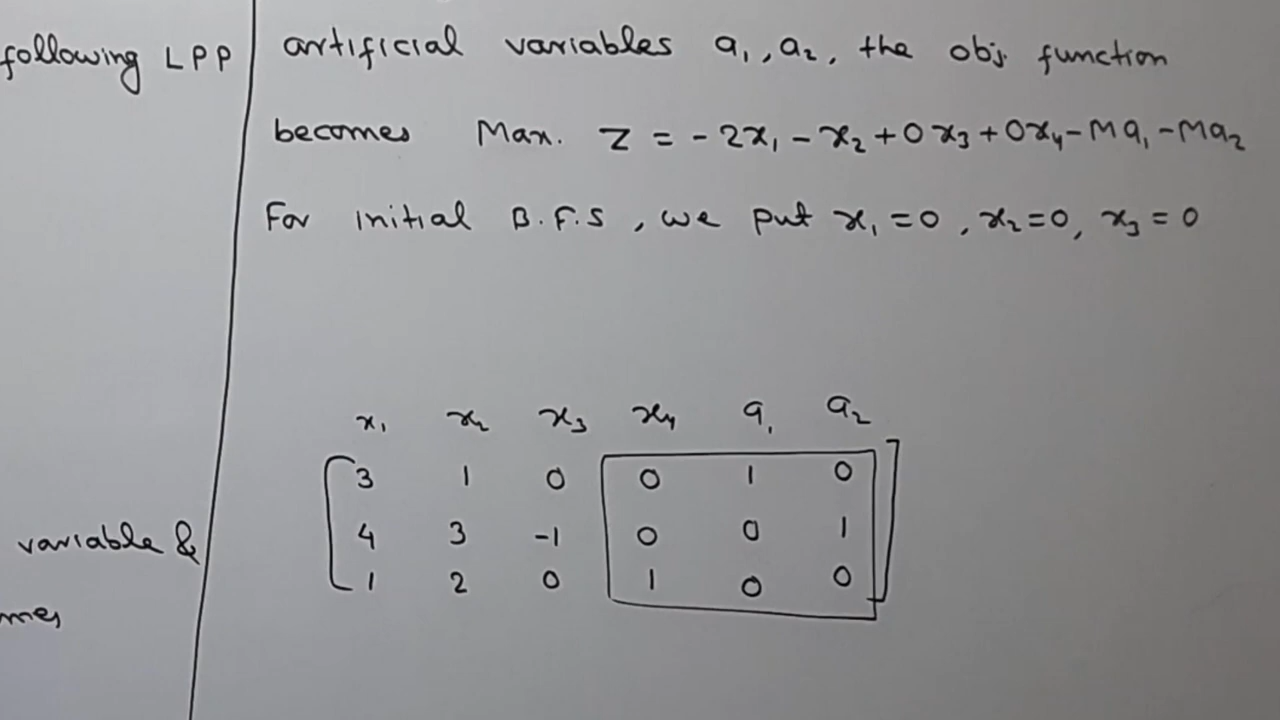 following LPP
variable &
mes
artificial variables a₁, a₂, the obj. function
becomes Max. Z = -2x₁ - x₂ + 0x₃ + 0x₄ - Ma₁ - Ma₂
For initial B.F.S, we put x₁ = 0, x₂ = 0, x₃ = 0
x₁ x₂ x₃ x₄ a₁ a₂
3 1 0 0 1 0
4 3 -1 0 0 1
1 2 0 1 0 0